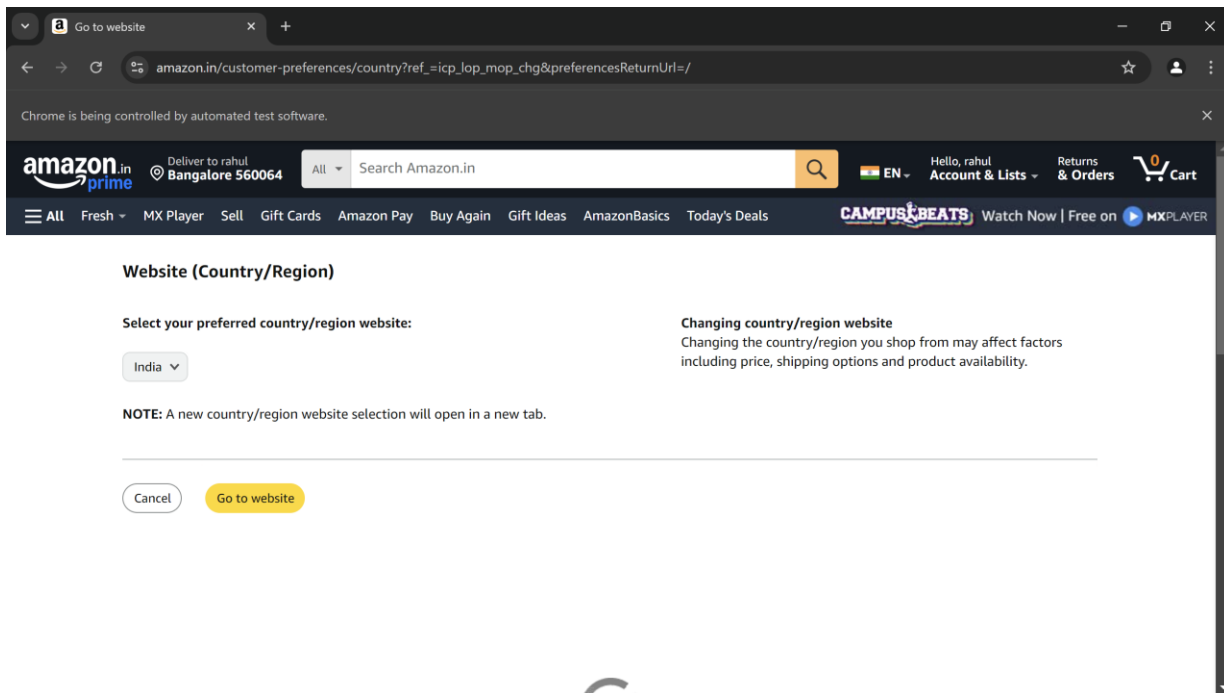 Go to website
amazon.in/customer-preferences/country?ref_=icp_lop_mop_chg&preferencesReturnUrl=/
Chrome is being controlled by automated test software.
amazon.in
prime
Deliver to rahul
Bangalore 560064
All
Search Amazon.in
EN
Hello, rahul
Account & Lists
Returns
& Orders
0
Cart
All Fresh MX Player Sell Gift Cards Amazon Pay Buy Again Gift Ideas AmazonBasics Today's Deals
CAMPUS BEATS Watch Now | Free on MXPLAYER
Website (Country/Region)
Select your preferred country/region website:
India
NOTE: A new country/region website selection will open in a new tab.
Changing country/region website
Changing the country/region you shop from may affect factors
including price, shipping options and product availability.
Cancel
Go to website